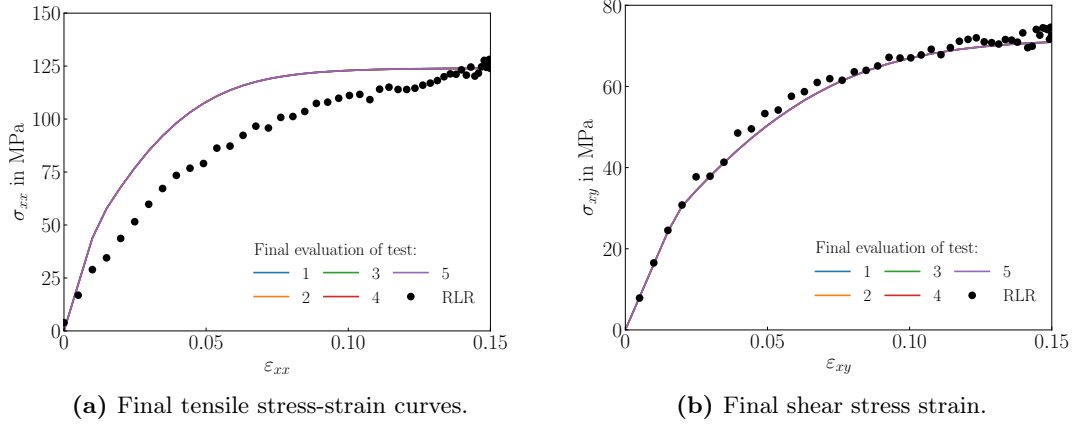 150
125
100
75
50
25
0
σxx in MPa
0
0.05
0.10
0.15
εxx
Final evaluation of test:
1 3 5
2 4 RLR
(a) Final tensile stress-strain curves.
80
60
40
20
0
σxy in MPa
0
0.05
0.10
0.15
εxy
Final evaluation of test:
1 3 5
2 4 RLR
(b) Final shear stress strain.